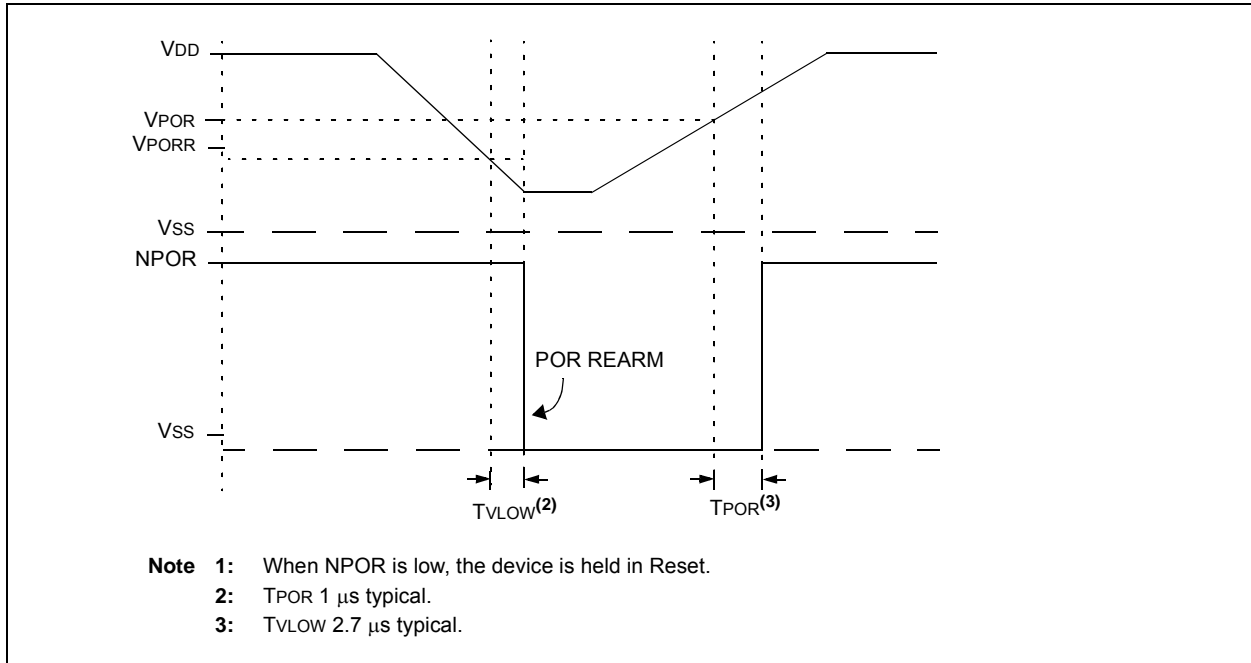 VDD
VPOR
VPORR
VSS
NPOR
POR REARM
VSS
TVLOW(2)
TPOR(3)
Note 1: When NPOR is low, the device is held in Reset.
2: TPOR 1 μs typical.
3: TVLOW 2.7 μs typical.